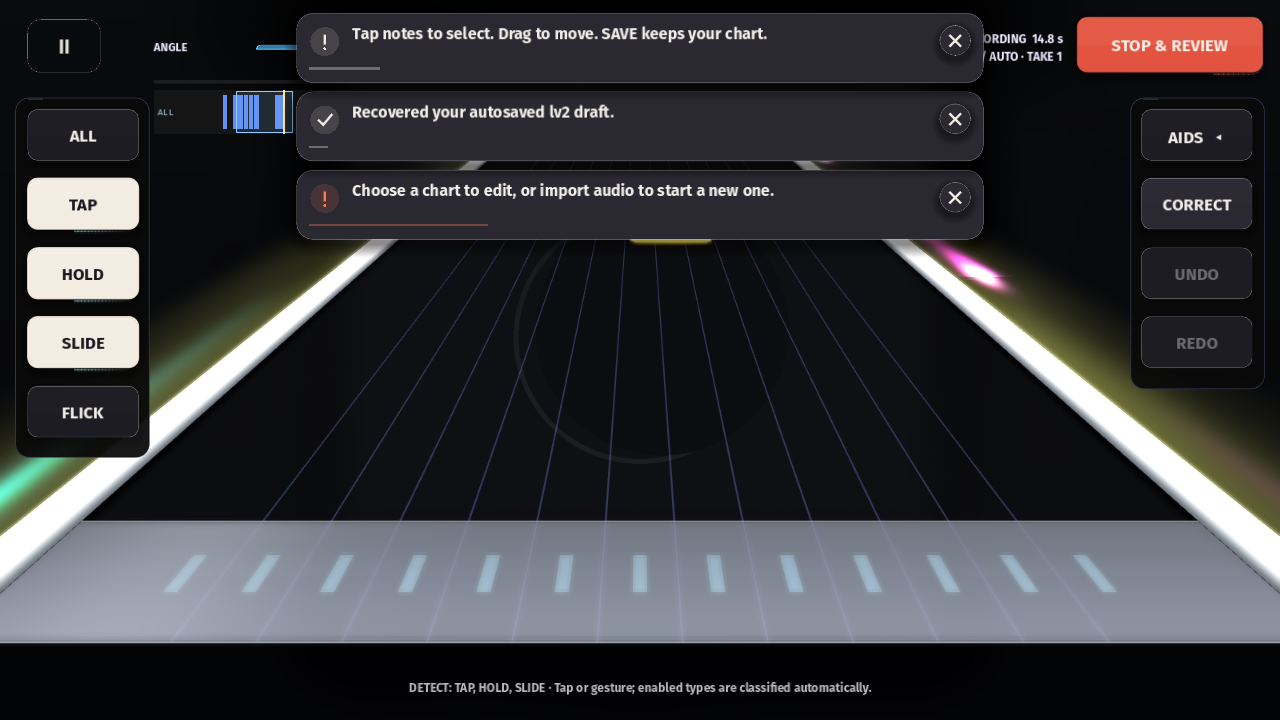 ANGLE
Tap notes to select. Drag to move. SAVE keeps your chart.
14.8 s
AUTO · TAKE 1
STOP & REVIEW
ALL
Recovered your autosaved lv2 draft.
Choose a chart to edit, or import audio to start a new one.
ALL
TAP
HOLD
SLIDE
FLICK
AIDS
CORRECT
UNDO
REDO
DETECT: TAP, HOLD, SLIDE · Tap or gesture; enabled types are classified automatically.